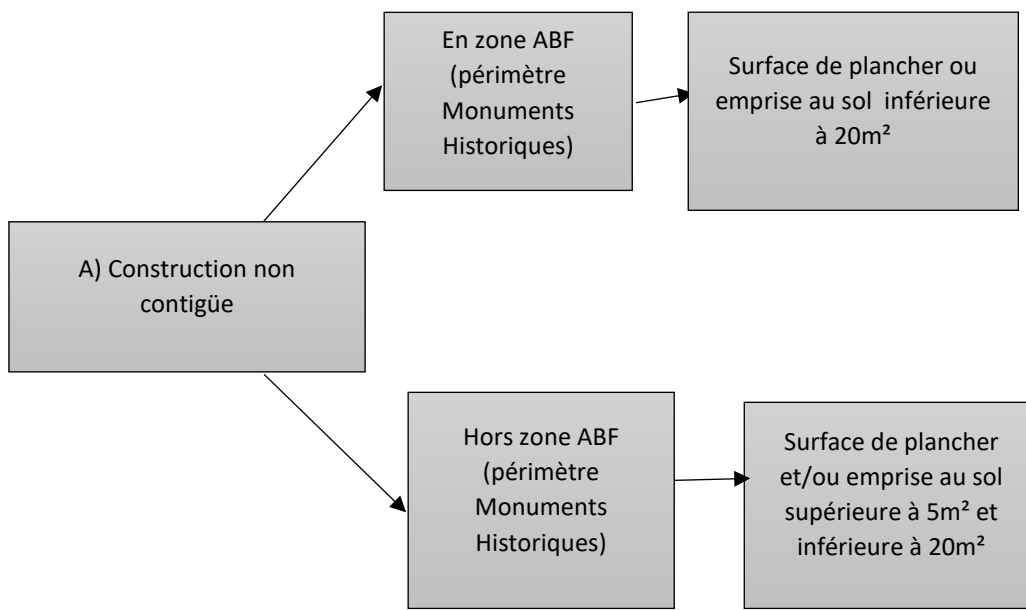 En zone ABF
(périmètre
Monuments
Historiques)
Surface de plancher ou
emprise au sol inférieure
à 20m²
A) Construction non
contigüe
Hors zone ABF
(périmètre
Monuments
Historiques)
Surface de plancher
et/ou emprise au sol
supérieure à 5m² et
inférieure à 20m²